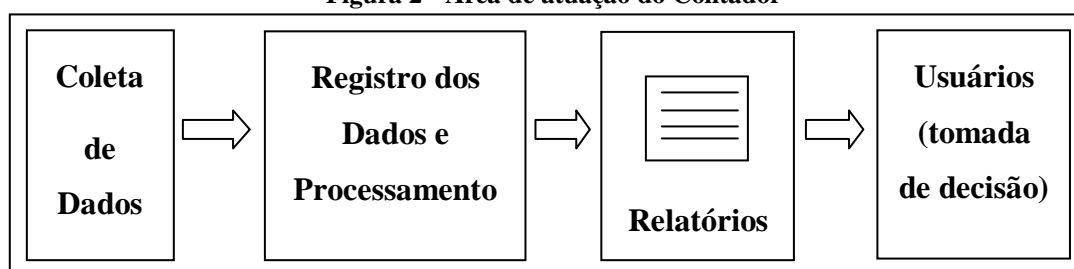 Figura 2 - Área de atuação do Contador
Coleta
de
Dados
Registro dos
Dados e
Processamento
Relatórios
Usuários
(tomada
de decisão)